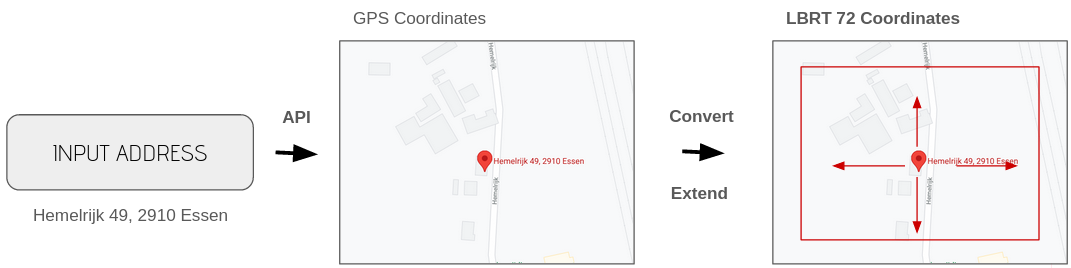 GPS Coordinates
LBRT 72 Coordinates
INPUT ADDRESS
Hemelrijk 49, 2910 Essen
API
Hemelrijk
Hemelrijk 49, 2910 Essen
Hemelrijk
Convert
Extend
Hemelrijk
Hemelrijk 49, 2910 Essen
Hemelrijk